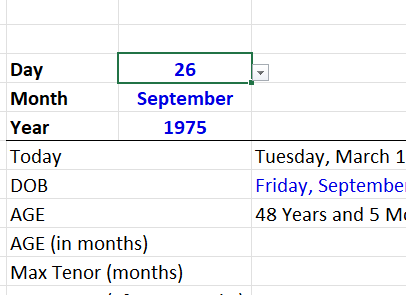 Day 26
Month September
Year 1975
Today Tuesday, March 1
DOB Friday, Septembe
AGE 48 Years and 5 M
AGE (in months)
Max Tenor (months)